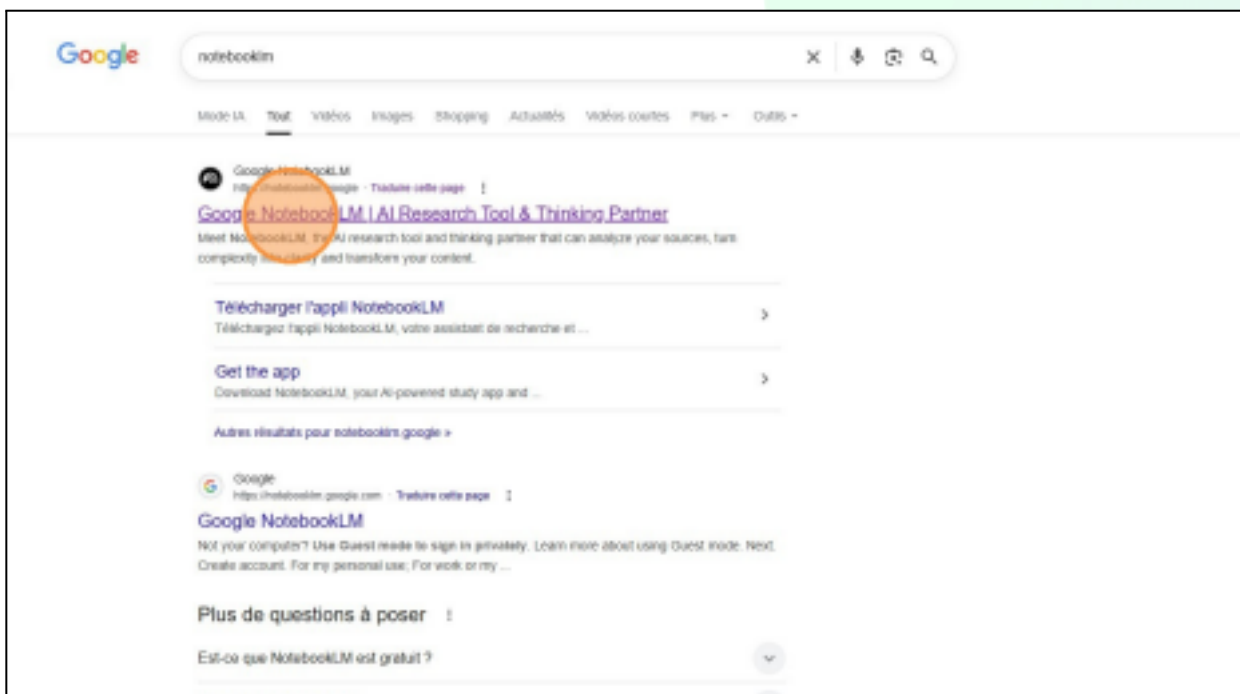 Google
notebooklm
Mode IA Tout Vidéos Images Shopping Actualités Vidéos courtes Plus Outils
Google NotebookLM
https://notebooklm.google · Traduire cette page
Google NotebookLM | AI Research Tool & Thinking Partner
Meet NotebookLM, the AI research tool and thinking partner that can analyze your sources, turn
complexity into clarity and transform your content.
Télécharger l'appli NotebookLM
Téléchargez l'appli NotebookLM, votre assistant de recherche et ...
Get the app
Download NotebookLM, your AI-powered study app and ...
Autres résultats pour notebooklm.google »
Google
https://notebooklm.google.com · Traduire cette page
Google NotebookLM
Not your computer? Use Guest mode to sign in privately. Learn more about using Guest mode. Next.
Create account. For my personal use; For work or my ...
Plus de questions à poser
Est-ce que NotebookLM est gratuit ?